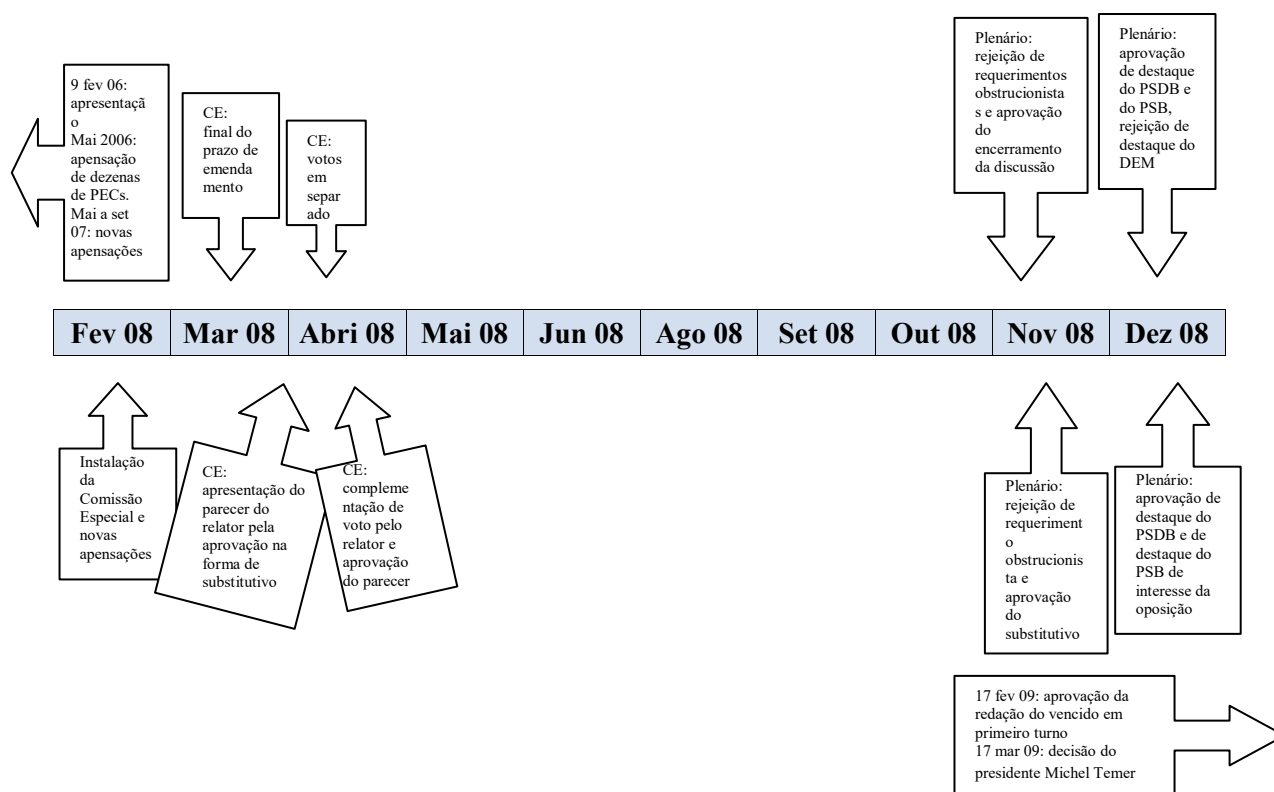 9 fev 06:
apresentaçã
o
Mai 2006:
apensação
de dezenas
de PECs.
Mai a set
07: novas
apensações
CE:
final do
prazo de
emenda
mento
CE:
votos
em
separ
ado
Plenário:
rejeição de
requerimentos
obstrucionista
s e aprovação
do
encerramento
da discussão
Plenário:
aprovação
de destaque
do PSDB e
do PSB,
rejeição de
destaque do
DEM
Fev 08 Mar 08 Abri 08 Mai 08 Jun 08 Ago 08 Set 08 Out 08 Nov 08 Dez 08
Instalação
da
Comissão
Especial e
novas
apensações
CE:
apresentação do
parecer do
relator pela
aprovação na
forma de
substitutivo
CE:
compleme
ntação de
voto pelo
relator e
aprovação
do parecer
Plenário:
rejeição de
requeriment
o
obstrucionis
ta e
aprovação
do
substitutivo
Plenário:
aprovação de
destaque do
PSDB e de
destaque do
PSB de
interesse da
oposição
17 fev 09: aprovação da
redação do vencido em
primeiro turno
17 mar 09: decisão do
presidente Michel Temer